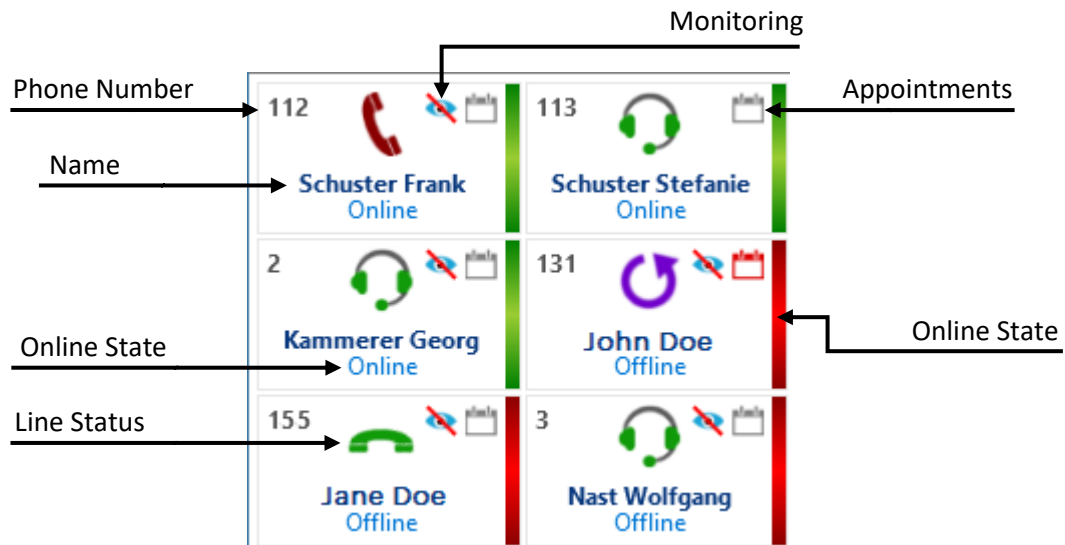 Monitoring
Phone Number
Appointments
112
113
Name
Schuster Frank
Online
Schuster Stefanie
Online
2
131
Online State
Kammerer Georg
Online
John Doe
Offline
Online State
Line Status
155
3
Jane Doe
Offline
Nast Wolfgang
Offline